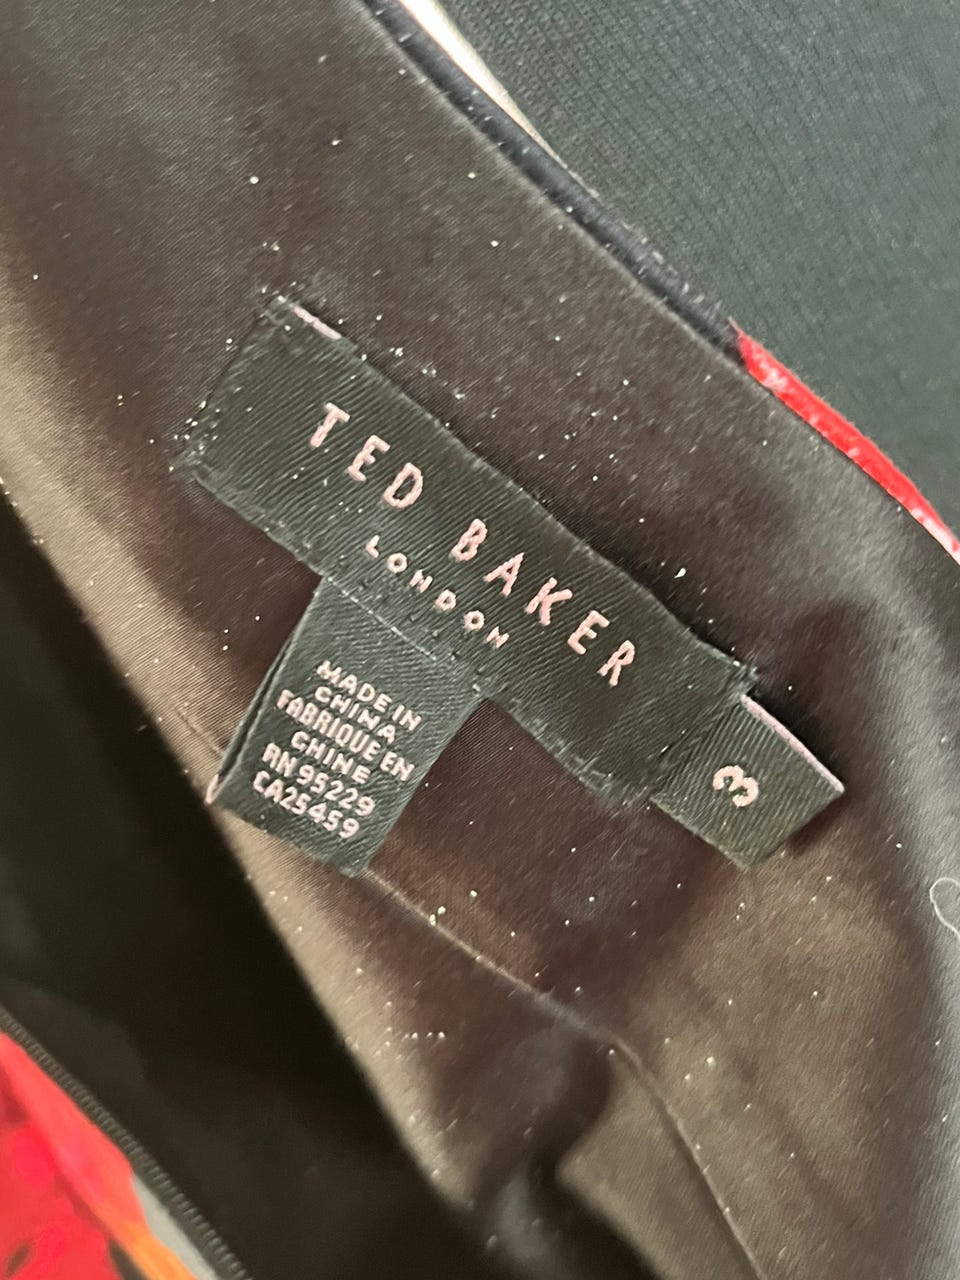 TED BAKER
LONDON
3
MADE IN
CHINA
FABRIQUE EN
CHINE
RN 95229
CA25459